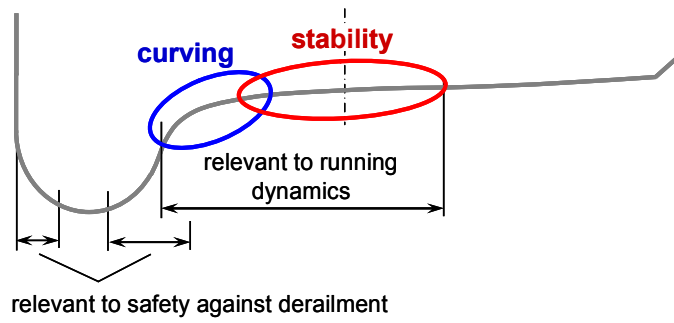 stability
curving
relevant to running
dynamics
relevant to safety against derailment